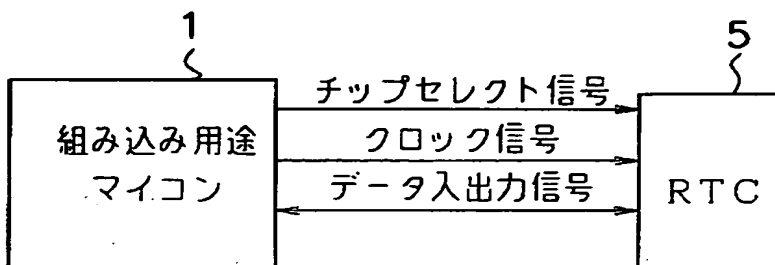 1
5
チップセレクト信号
組み込み用途
マイコン
クロック信号
データ入出力信号
RTC